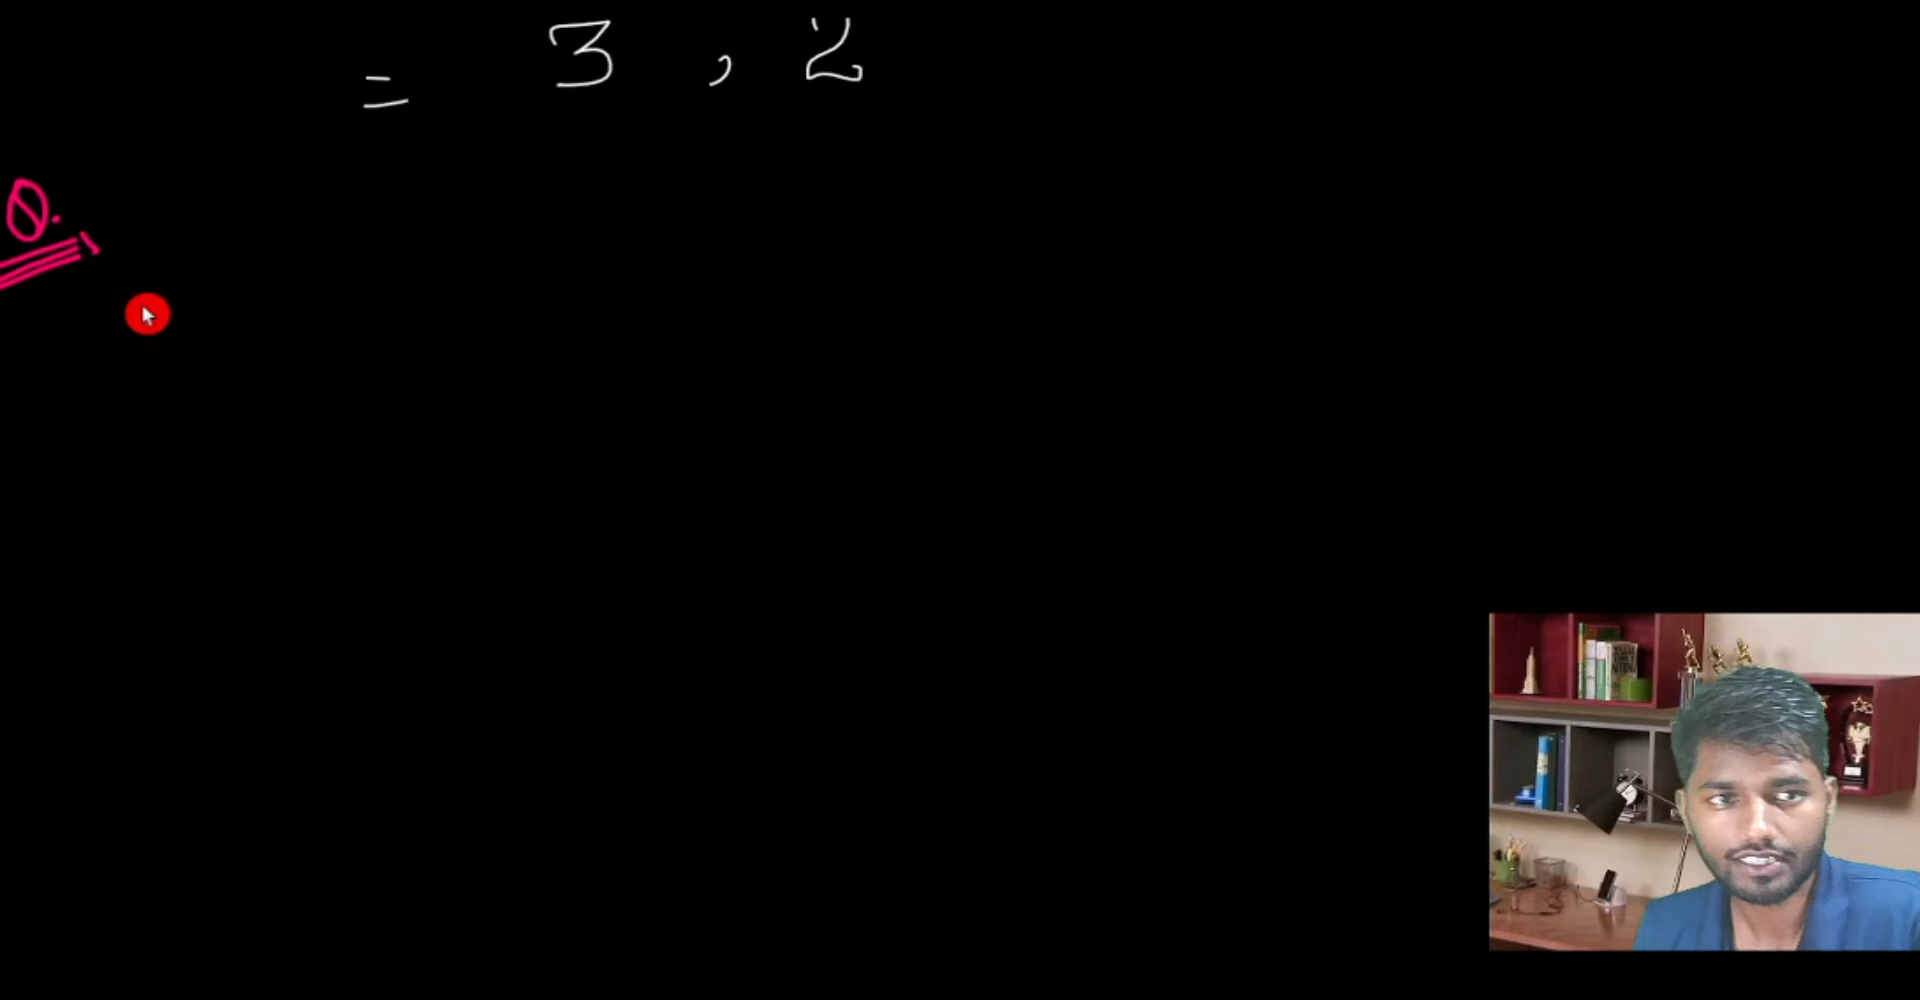 = 3 , 2
Q.